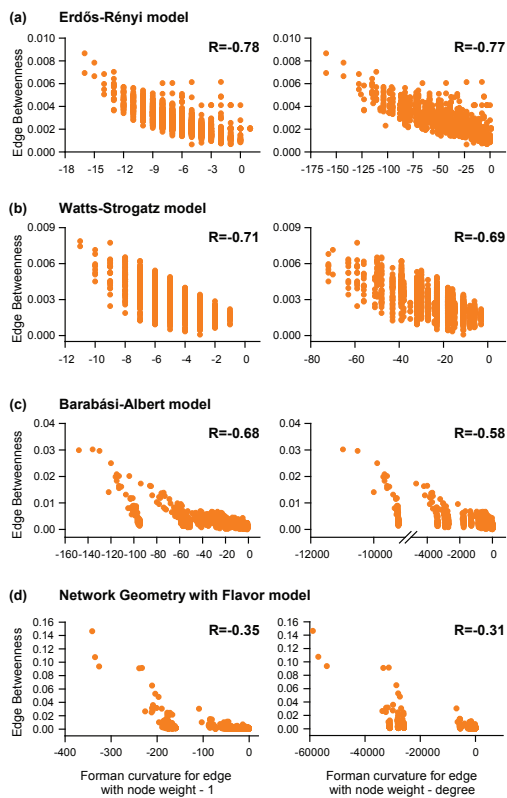 (a) Erdős-Rényi model
Edge Betweenness
0.010
0.008
0.006
0.004
0.002
0.000
R=-0.78
-18 -15 -12 -9 -6 -3 0
0.010
0.008
0.006
0.004
0.002
0.000
R=-0.77
-175 -150 -125 -100 -75 -50 -25 0
(b) Watts-Strogatz model
Edge Betweenness
0.009
0.006
0.003
0.000
R=-0.71
-12 -10 -8 -6 -4 -2 0
0.009
0.006
0.003
0.000
R=-0.69
-80 -60 -40 -20 0
(c) Barabási-Albert model
Edge Betweenness
0.04
0.03
0.02
0.01
0.00
R=-0.68
-160 -140 -120 -100 -80 -60 -40 -20 0
0.04
0.03
0.02
0.01
0.00
R=-0.58
-12000 -10000 -4000 -2000 0
(d) Network Geometry with Flavor model
Edge Betweenness
0.16
0.14
0.12
0.10
0.08
0.06
0.04
0.02
0.00
R=-0.35
-400 -300 -200 -100 0
Forman curvature for edge
with node weight - 1
0.16
0.14
0.12
0.10
0.08
0.06
0.04
0.02
0.00
R=-0.31
-60000 -40000 -20000 0
Forman curvature for edge
with node weight - degree